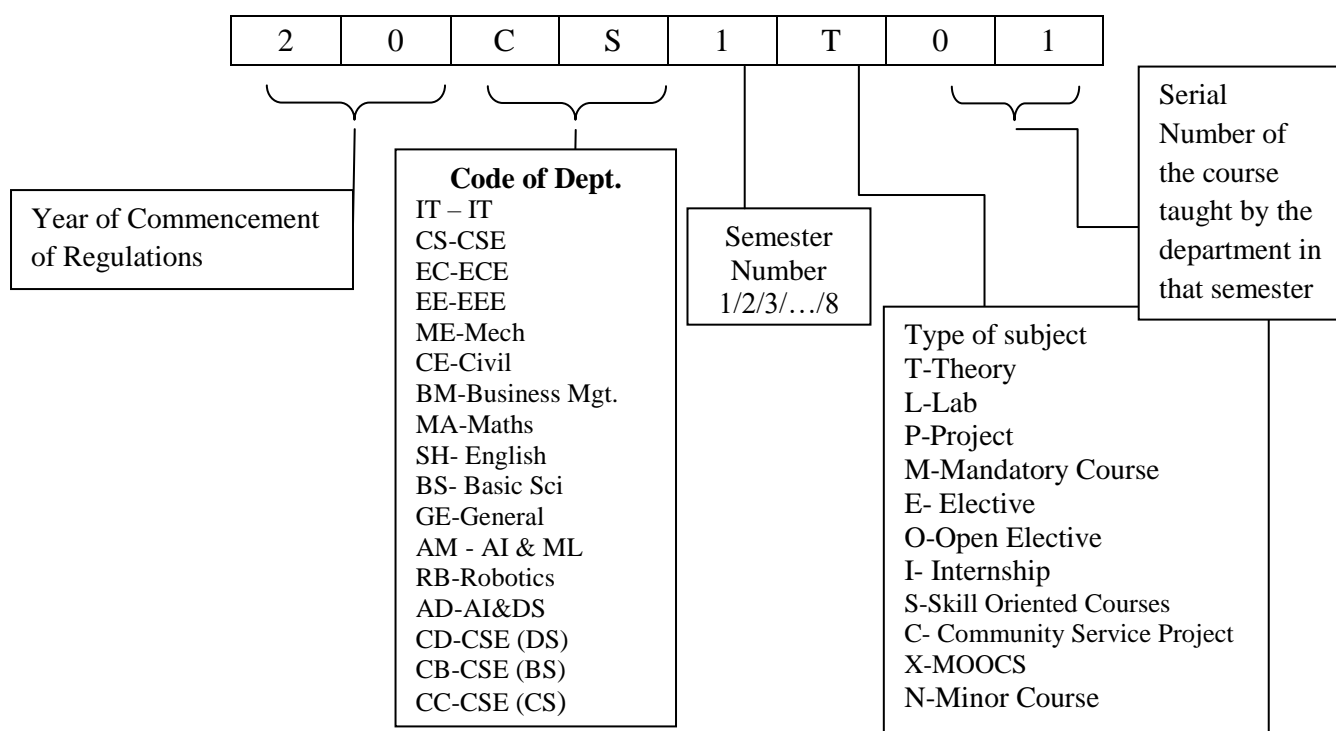 2 0 C S 1 T 0 1
Year of Commencement
of Regulations
Code of Dept.
IT – IT
CS-CSE
EC-ECE
EE-EEE
ME-Mech
CE-Civil
BM-Business Mgt.
MA-Maths
SH- English
BS- Basic Sci
GE-General
AM - AI & ML
RB-Robotics
AD-AI&DS
CD-CSE (DS)
CB-CSE (BS)
CC-CSE (CS)
Semester
Number
1/2/3/…/8
Type of subject
T-Theory
L-Lab
P-Project
M-Mandatory Course
E- Elective
O-Open Elective
I- Internship
S-Skill Oriented Courses
C- Community Service Project
X-MOOCS
N-Minor Course
Serial
Number of
the course
taught by the
department in
that semester